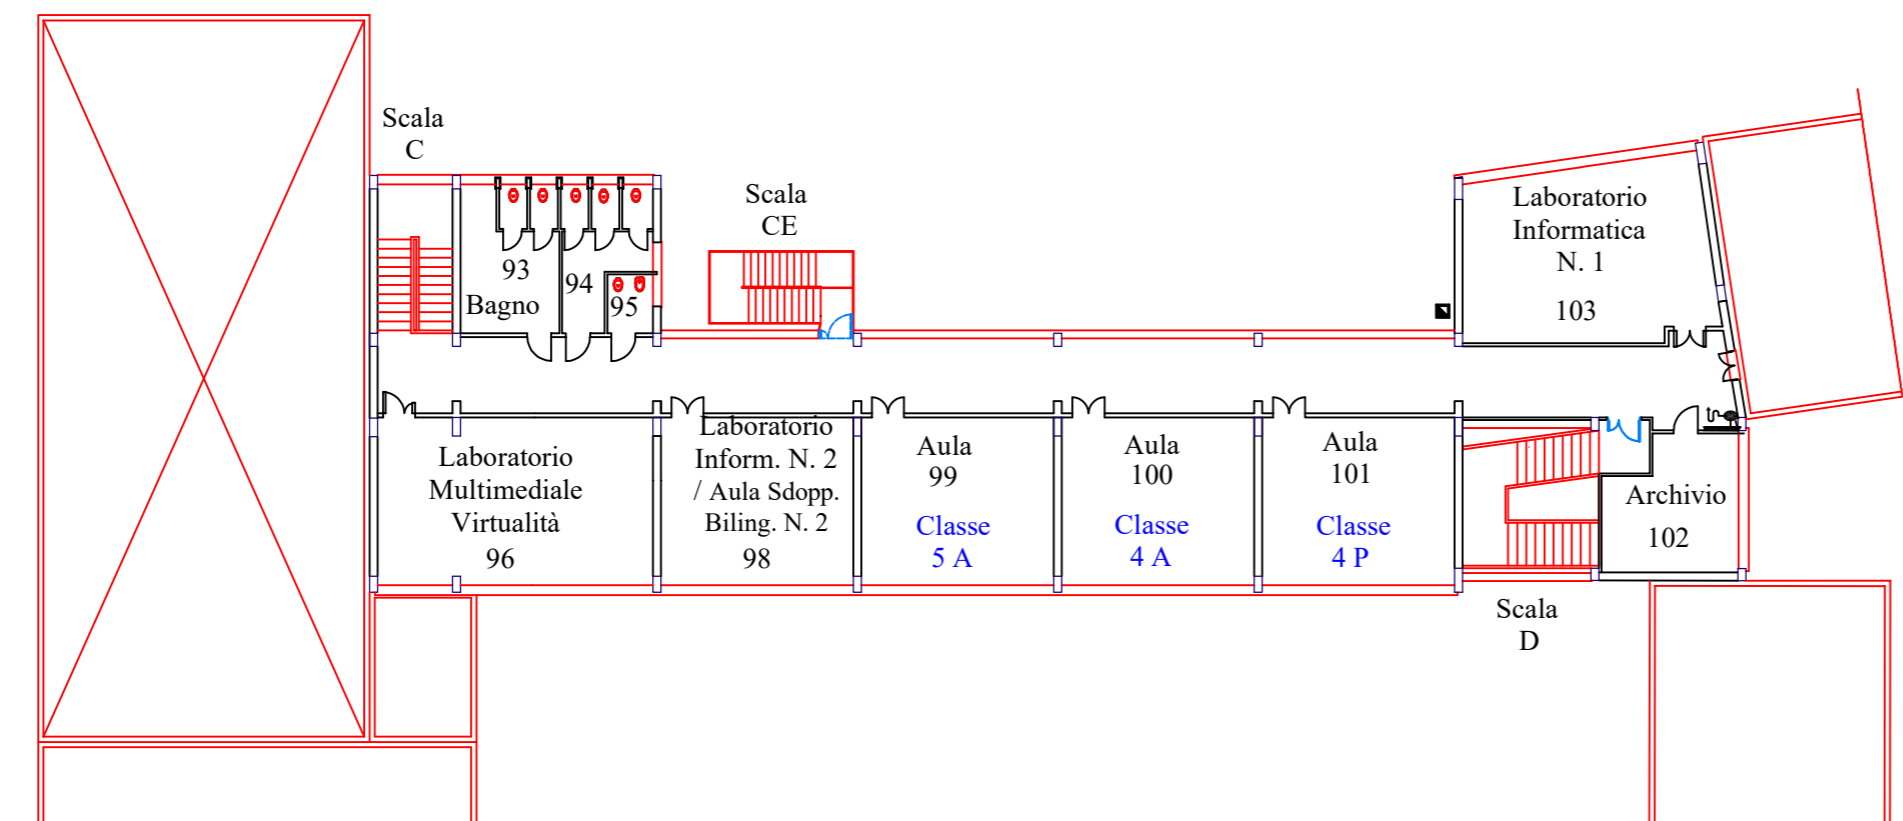 Scala
C
Scala
CE
93
94
95
Bagno
Laboratorio
Informatica
N. 1
103
Laboratorio
Multimediale
Virtualità
96
Laboratorio
Inform. N. 2
/ Aula Sdopp.
Biling. N. 2
98
Aula
99
Classe
5 A
Aula
100
Classe
4 A
Aula
101
Classe
4 P
Archivio
102
Scala
D